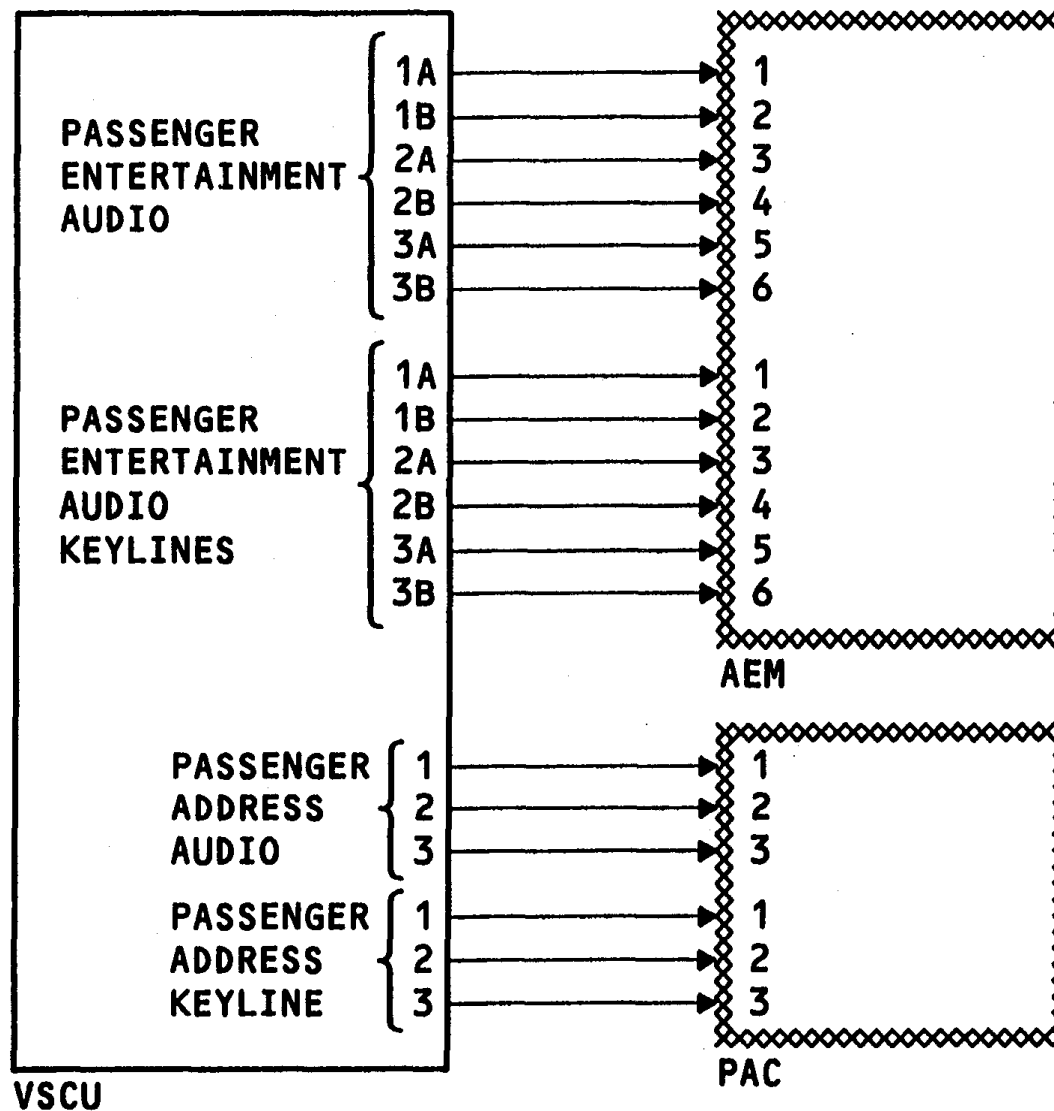 1A 1
1B 2
PASSENGER
ENTERTAINMENT
AUDIO
2A 3
2B 4
3A 5
3B 6
1A 1
1B 2
PASSENGER
ENTERTAINMENT
AUDIO
KEYLINES
2A 3
2B 4
3A 5
3B 6
AEM
PASSENGER 1 1
ADDRESS 2 2
AUDIO 3 3
PASSENGER 1 1
ADDRESS 2 2
KEYLINE 3 3
PAC
VSCU